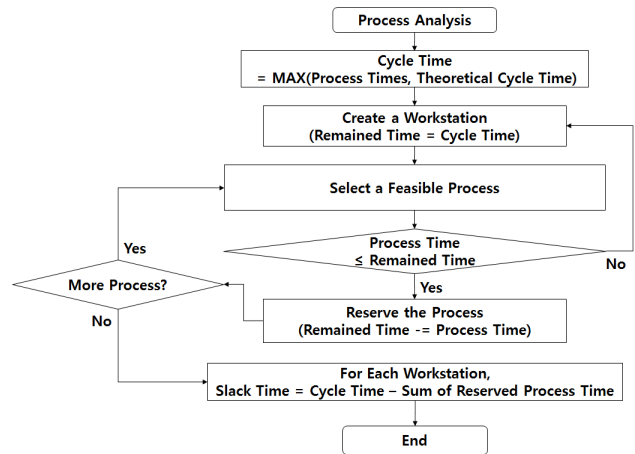 Process Analysis
Cycle Time
= MAX(Process Times, Theoretical Cycle Time)
Create a Workstation
(Remained Time = Cycle Time)
Select a Feasible Process
Process Time
≤ Remained Time
No
Yes
Yes
More Process?
No
Reserve the Process
(Remained Time -= Process Time)
For Each Workstation,
Slack Time = Cycle Time – Sum of Reserved Process Time
End